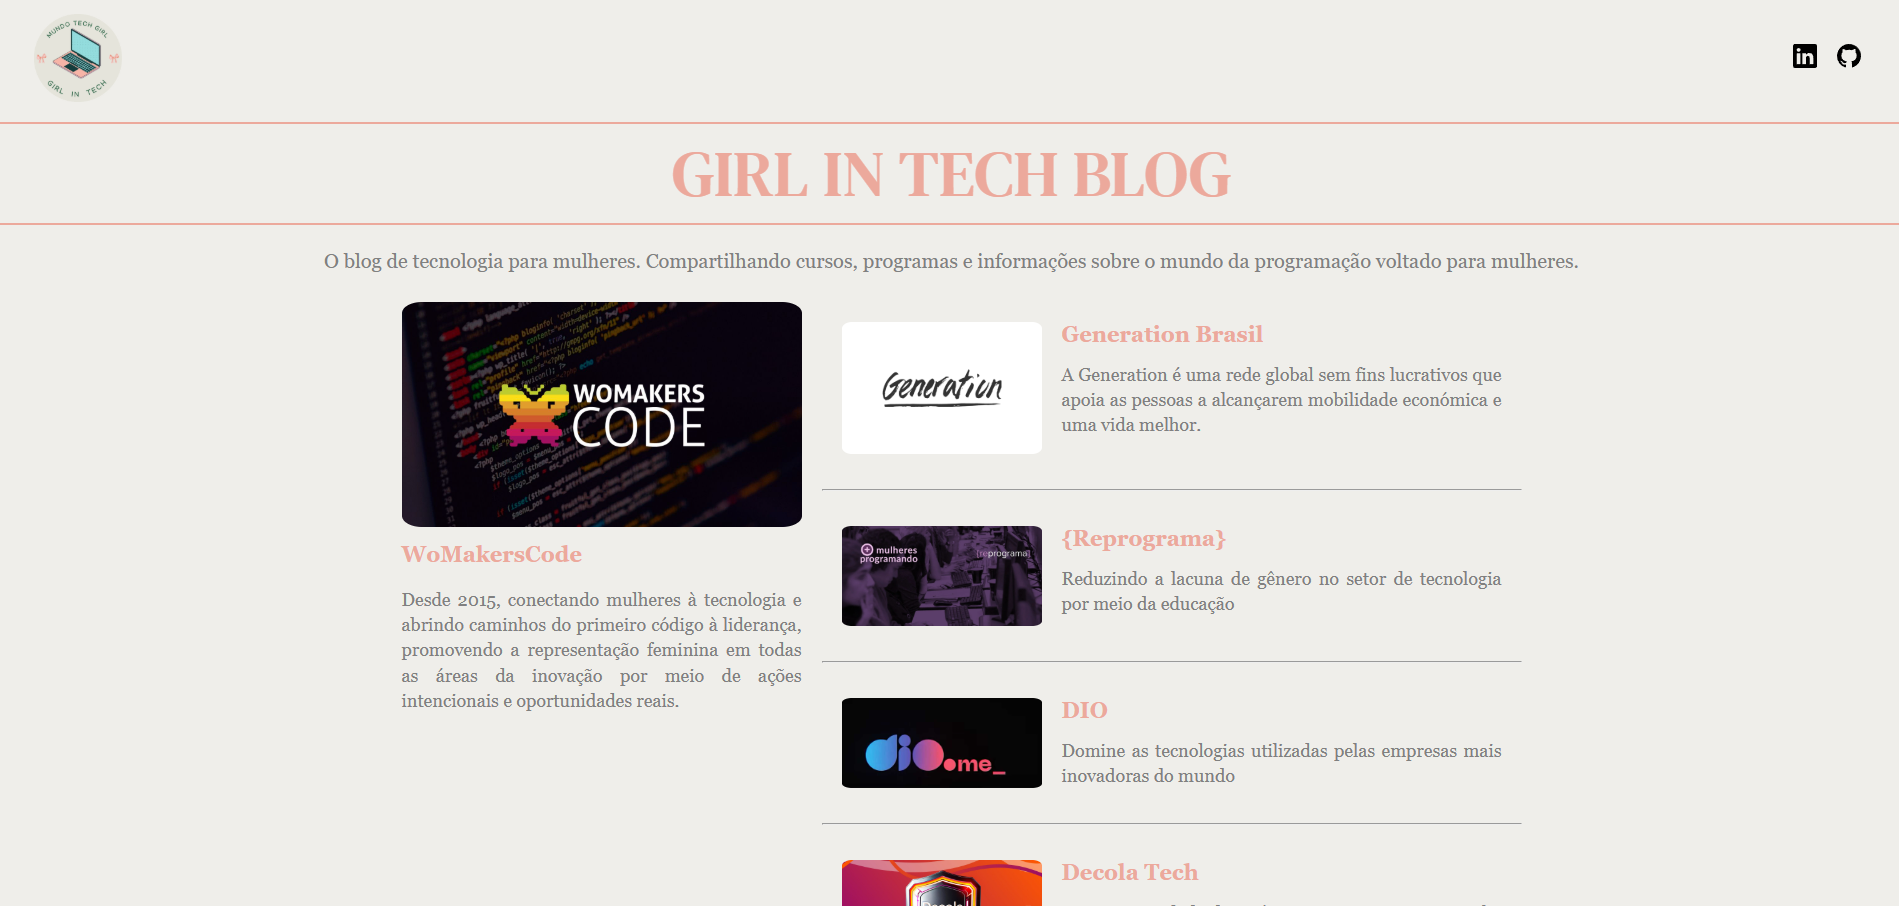 MUNDO TECH GIRL
GIRL IN TECH
GIRL IN TECH BLOG
O blog de tecnologia para mulheres. Compartilhando cursos, programas e informações sobre o mundo da programação voltado para mulheres.
WOMAKERS
CODE
WoMakersCode
Desde 2015, conectando mulheres à tecnologia e
abrindo caminhos do primeiro código à liderança,
promovendo a representação feminina em todas
as áreas da inovação por meio de ações
intencionais e oportunidades reais.
Generation
Generation Brasil
A Generation é uma rede global sem fins lucrativos que
apoia as pessoas a alcançarem mobilidade económica e
uma vida melhor.
mulheres
programando
{reprograma}
{Reprograma}
Reduzindo a lacuna de gênero no setor de tecnologia
por meio da educação
dio.me_
DIO
Domine as tecnologias utilizadas pelas empresas mais
inovadoras do mundo
Decola Tech